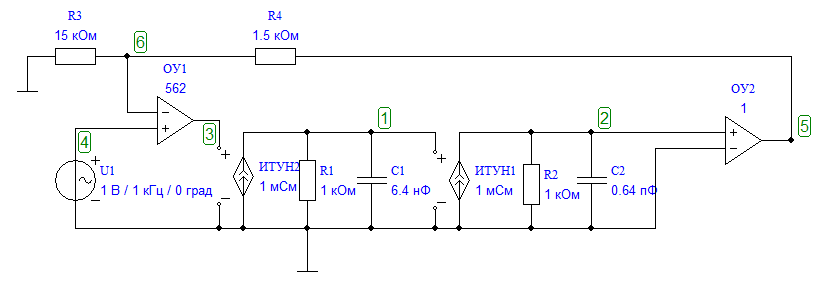 R3
15 кОм
R4
1.5 кОм
6
ОУ1
562
ОУ2
1
4
3
1
2
5
U1
1 В / 1 кГц / 0 град
ИТУН2
1 мСм
R1
1 кОм
C1
6.4 нФ
ИТУН1
1 мСм
R2
1 кОм
C2
0.64 пФ